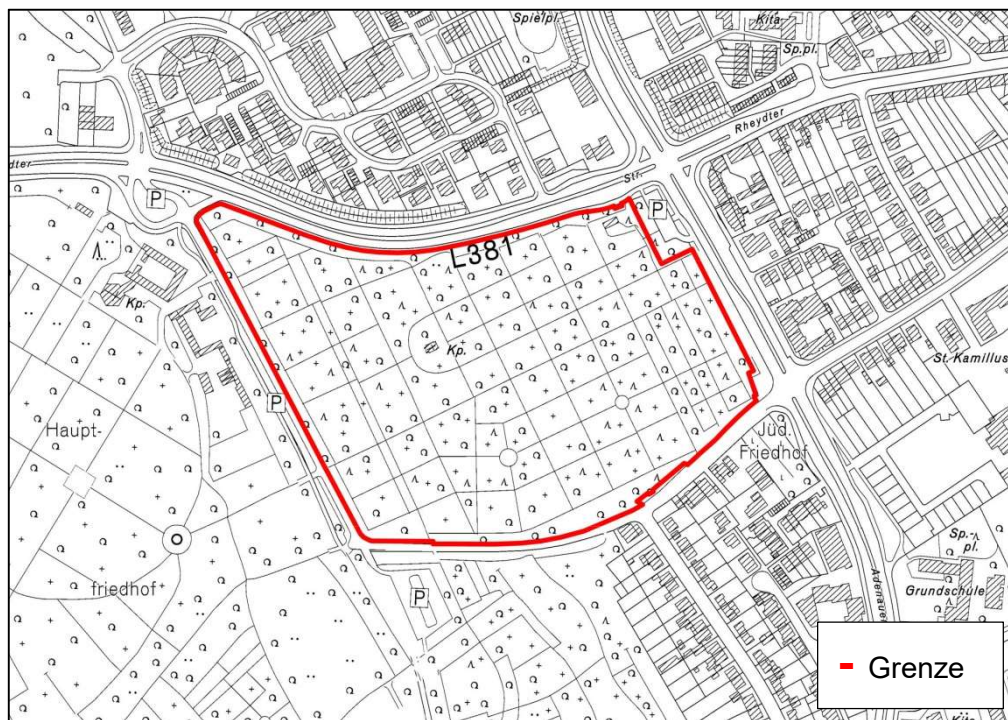 Spielpl.
Kita
Sp.pl.
Rheydter
dter
Str.
P
P
L381
Kp.
Kp.
St. Kamillus
P
Haupt-
Jüd.
Friedhof
Sp.-
pl.
friedhof
P
Grundschule
Adenauer
Grenze